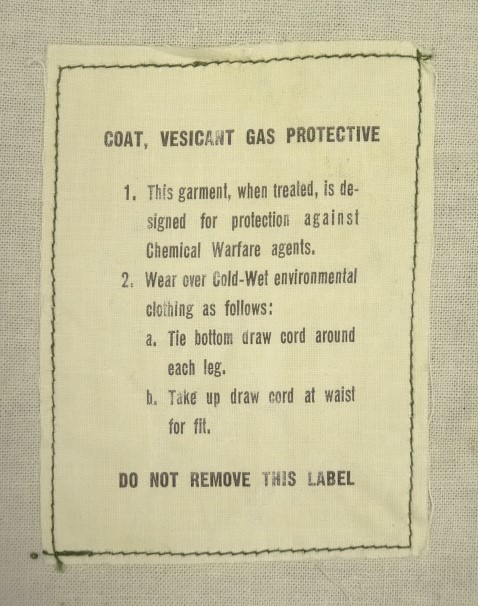 COAT, VESICANT GAS PROTECTIVE
1. This garment, when treated, is de-
signed for protection against
Chemical Warfare agents.
2. Wear over Cold-Wet environmental
clothing as follows:
a. Tie bottom draw cord around
each leg.
b. Take up draw cord at waist
for fit.
DO NOT REMOVE THIS LABEL